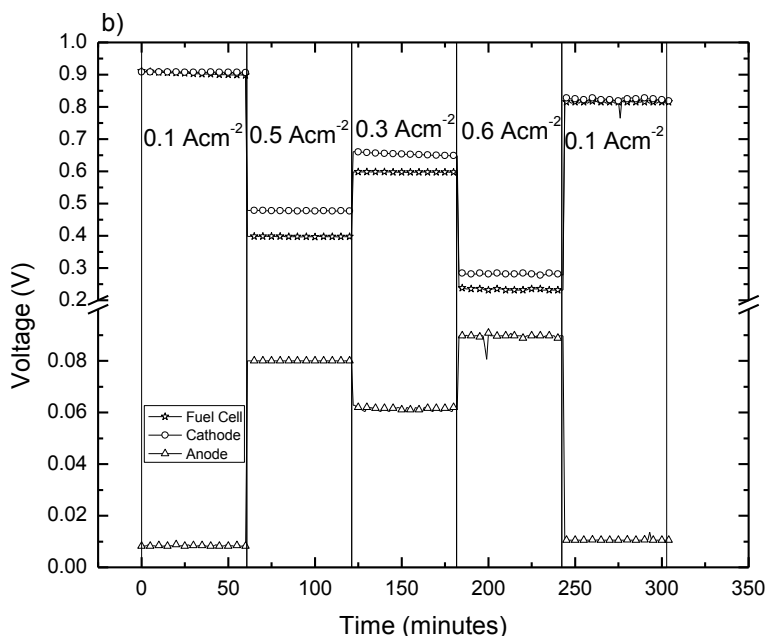 b)
1.0
0.9
0.8
0.7
0.6
0.5
0.4
0.3
0.2
0.08
0.06
0.04
0.01
0.00
Voltage (V)
0.1 Acm⁻² 0.5 Acm⁻² 0.3 Acm⁻² 0.6 Acm⁻² 0.1 Acm⁻²
Fuel Cell
Cathode
Anode
0 50 100 150 200 250 300 350
Time (minutes)